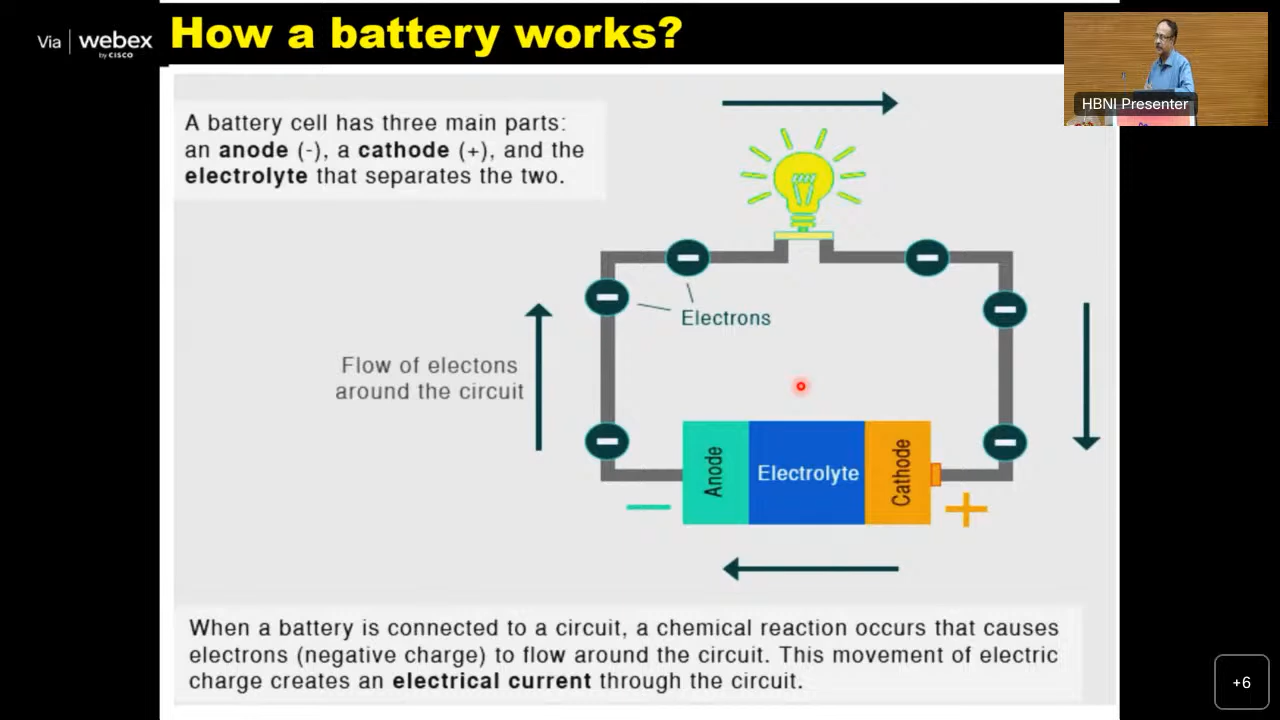 Via | webex
by CISCO
How a battery works?
HBNI Presenter
A battery cell has three main parts:
an anode (-), a cathode (+), and the
electrolyte that separates the two.
Electrons
Flow of electons
around the circuit
Anode
Electrolyte
Cathode
When a battery is connected to a circuit, a chemical reaction occurs that causes
electrons (negative charge) to flow around the circuit. This movement of electric
charge creates an electrical current through the circuit.
+6